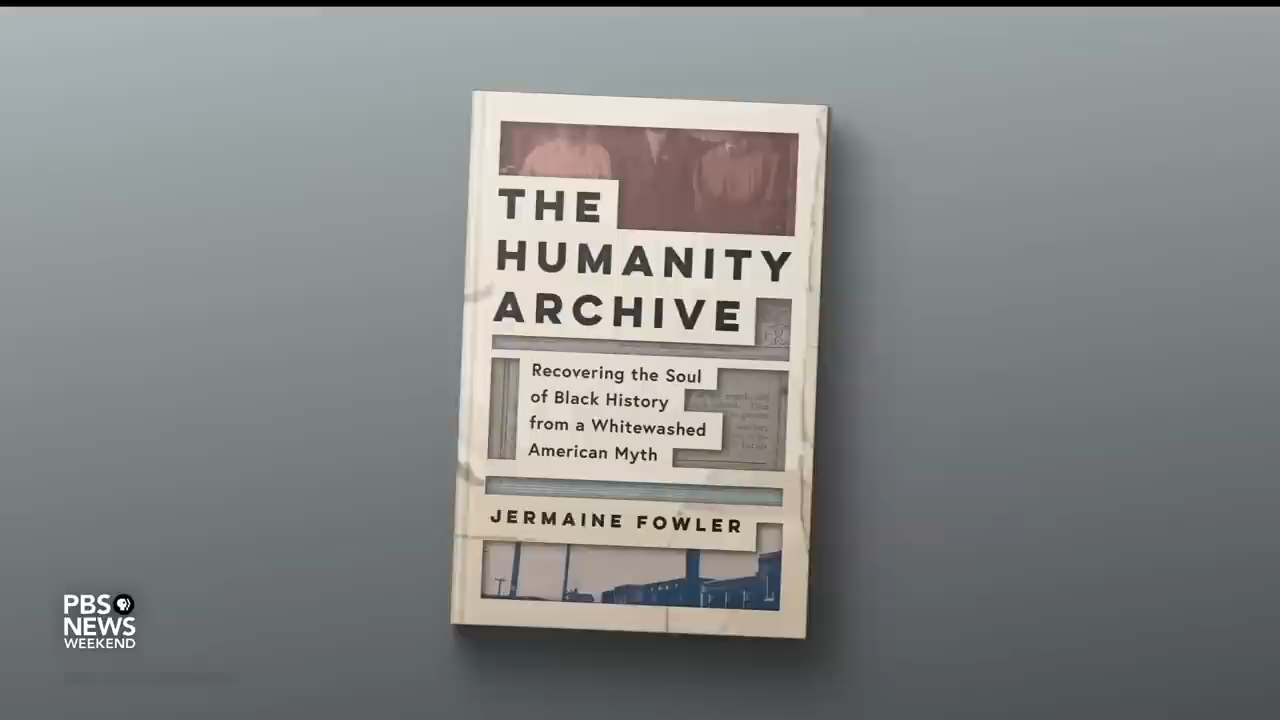 THE
HUMANITY
ARCHIVE
Recovering the Soul
of Black History
from a Whitewashed
American Myth
JERMAINE FOWLER
PBS
NEWS
WEEKEND